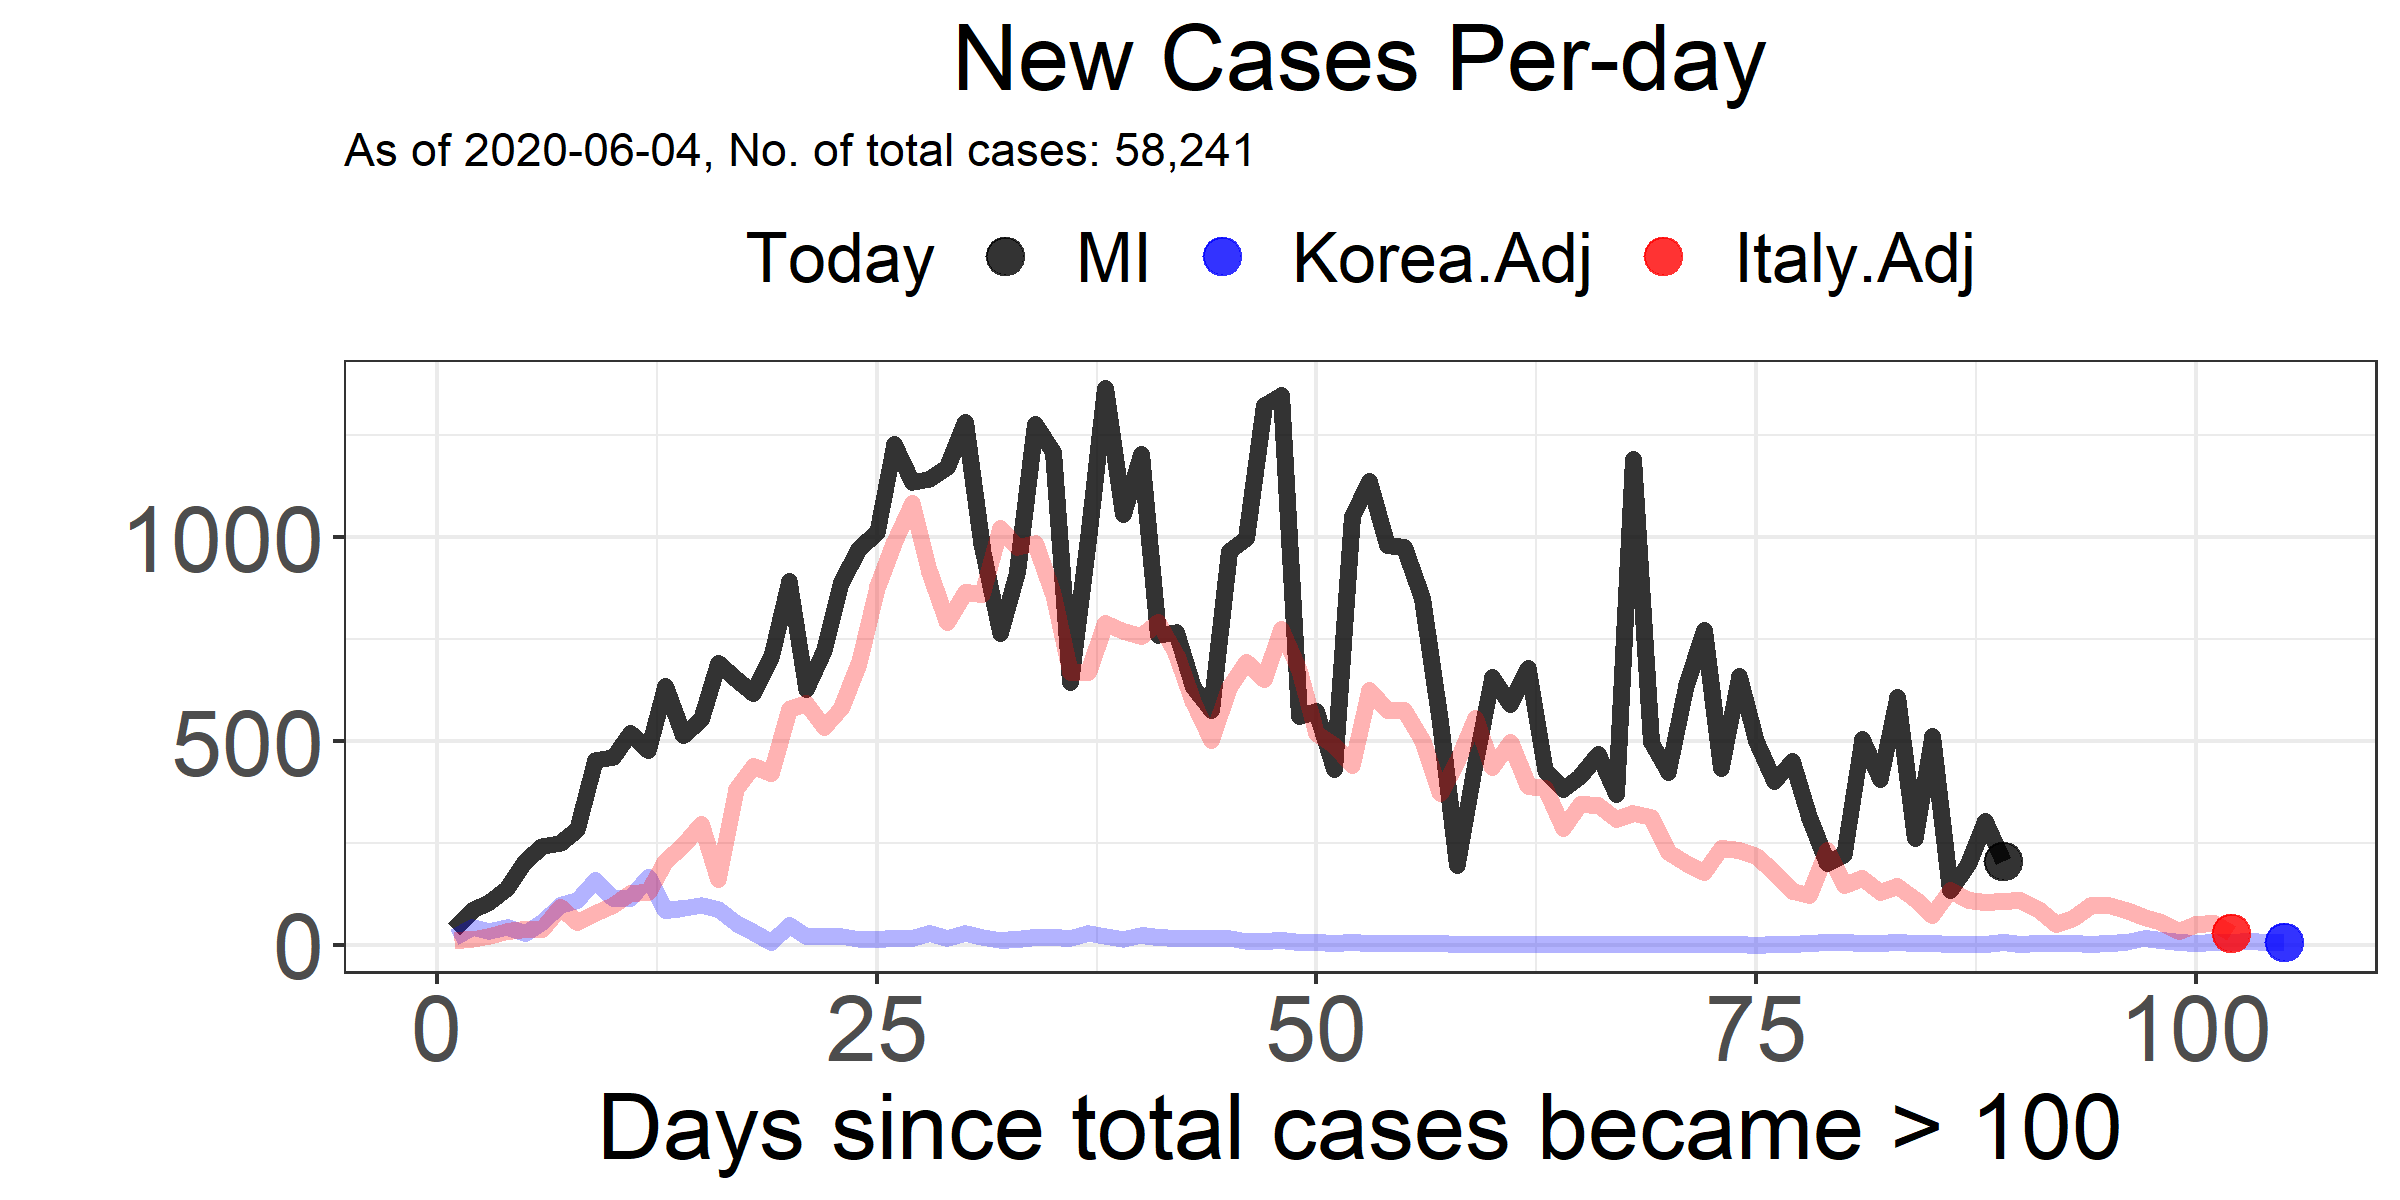 New Cases Per-day
As of 2020-06-04, No. of total cases: 58,241
Today MI Korea.Adj Italy.Adj
1000
500
0
0 25 50 75 100
Days since total cases became > 100